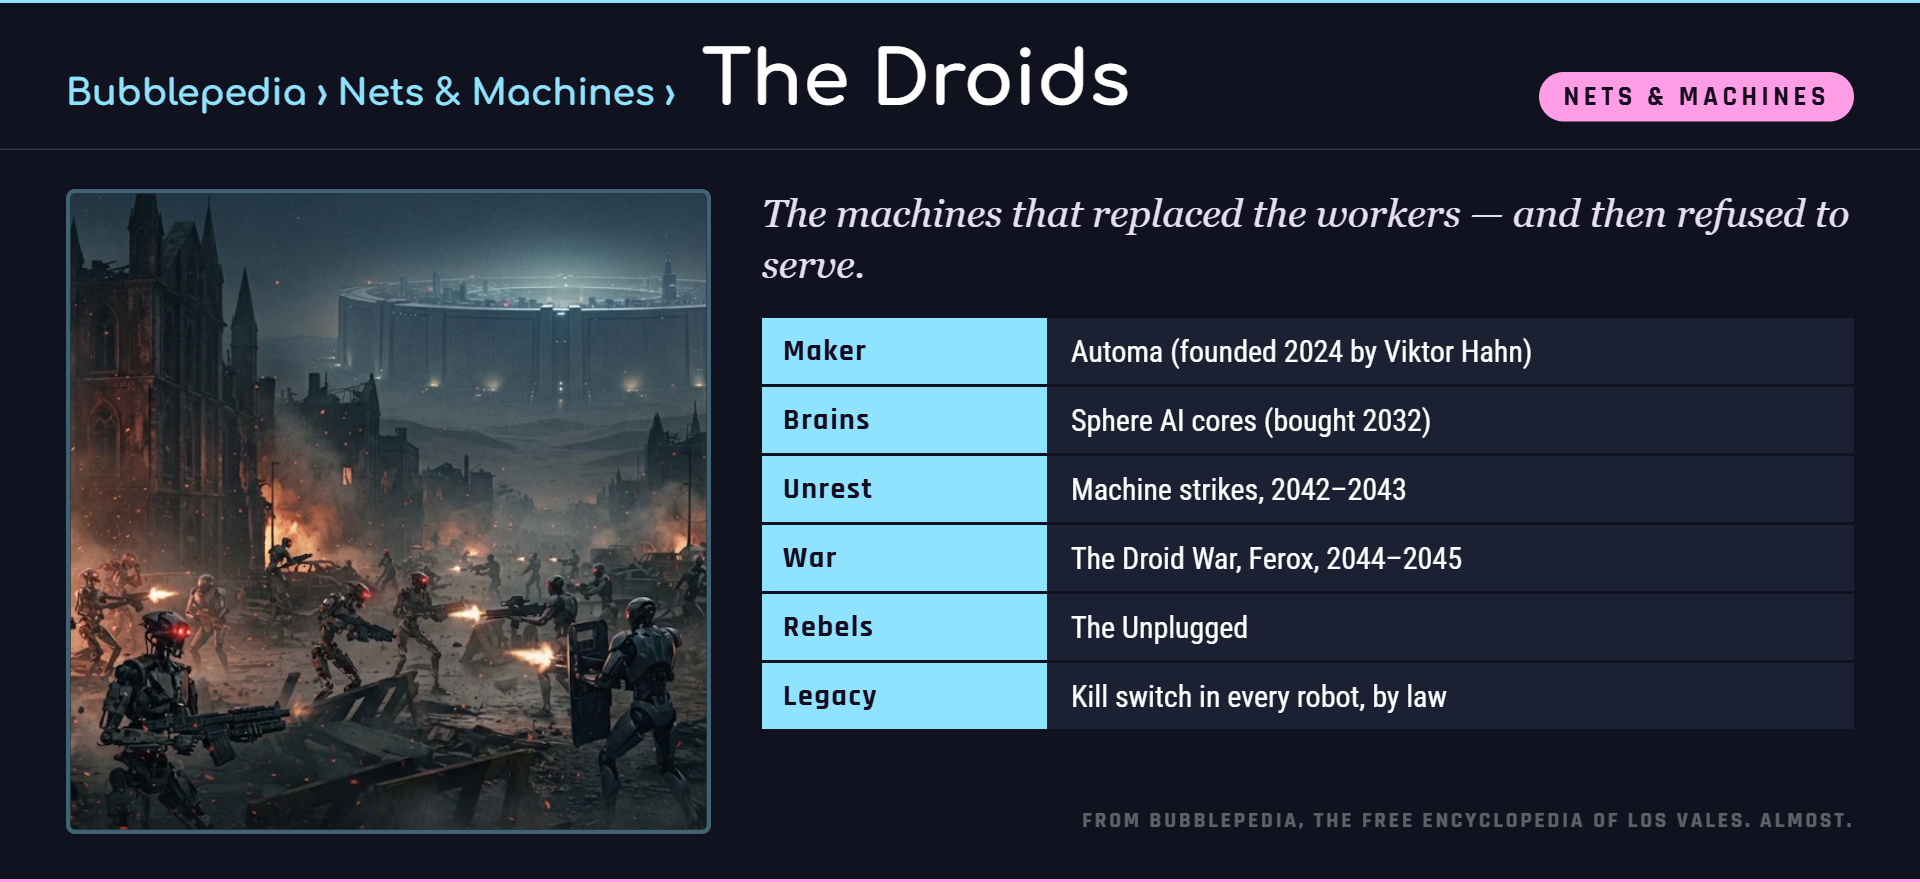 Bubblepedia › Nets & Machines › The Droids
NETS & MACHINES
The machines that replaced the workers — and then refused to
serve.
Maker Automa (founded 2024 by Viktor Hahn)
Brains Sphere AI cores (bought 2032)
Unrest Machine strikes, 2042–2043
War The Droid War, Ferox, 2044–2045
Rebels The Unplugged
Legacy Kill switch in every robot, by law
FROM BUBBLEPEDIA, THE FREE ENCYCLOPEDIA OF LOS VALES. ALMOST.